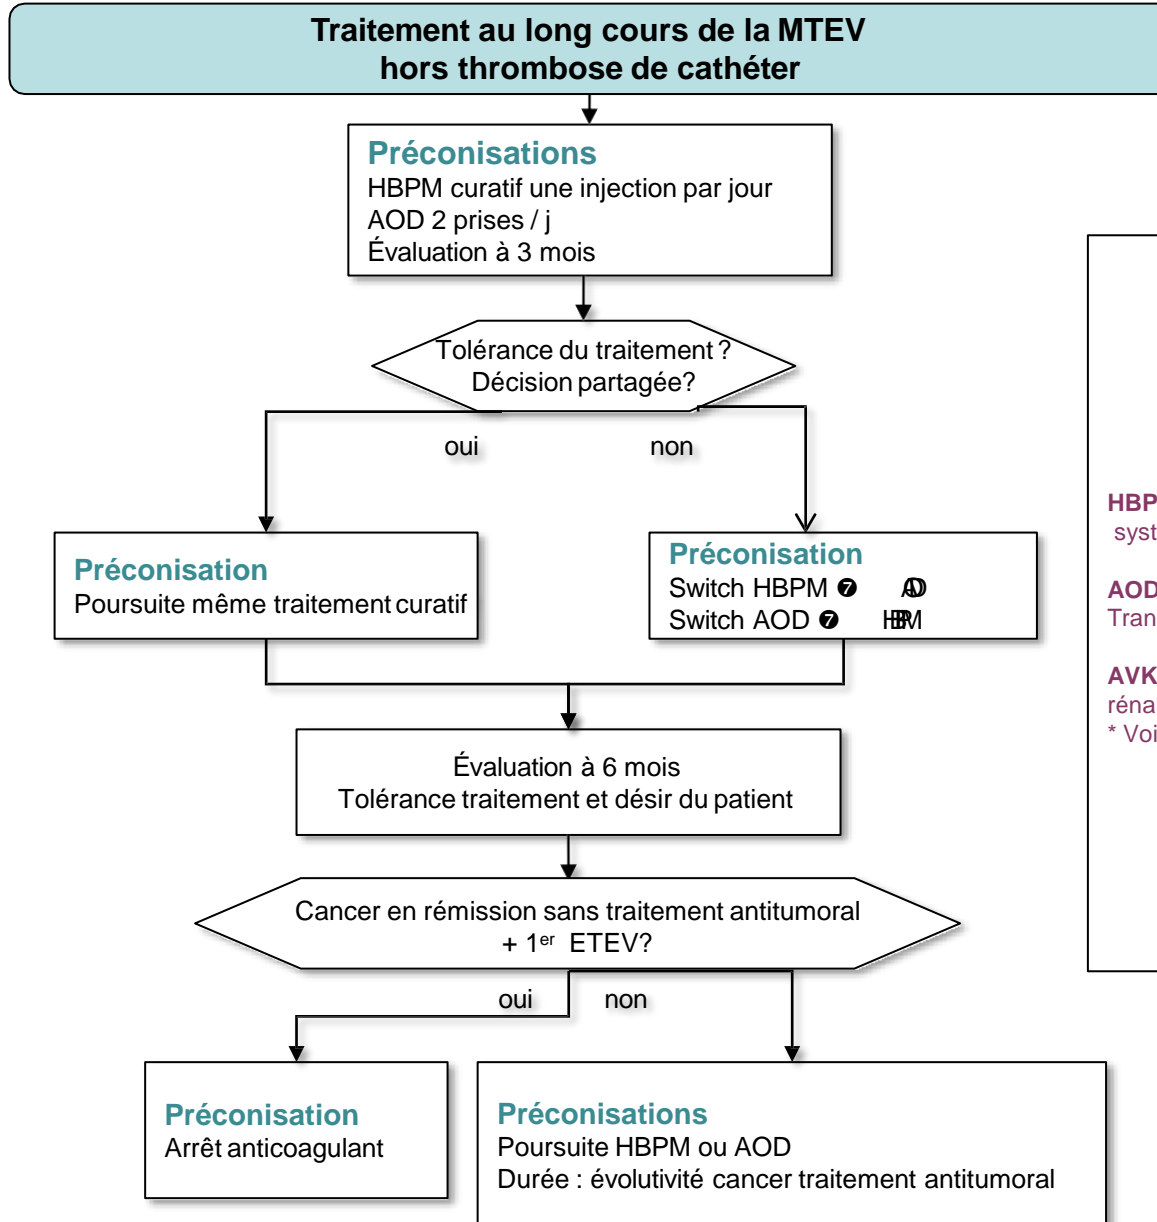 Traitement au long cours de la MTEV
hors thrombose de cathéter
Préconisations
HBPM curatif une injection par jour
AOD 2 prises / j
Évaluation à 3 mois
Tolérance du traitement ?
Décision partagée?
oui
non
Préconisation
Poursuite même traitement curatif
Préconisation
Switch HBPM ❼ AOD
Switch AOD ❼ HBPM
Évaluation à 6 mois
Tolérance traitement et désir du patient
Cancer en rémission sans traitement antitumoral
+ 1er ETEV?
oui
non
Préconisation
Arrêt anticoagulant
Préconisations
Poursuite HBPM ou AOD
Durée : évolutivité cancer traitement antitumoral
HBP
syst
AOD
Tran
AVK
réna
* Voi